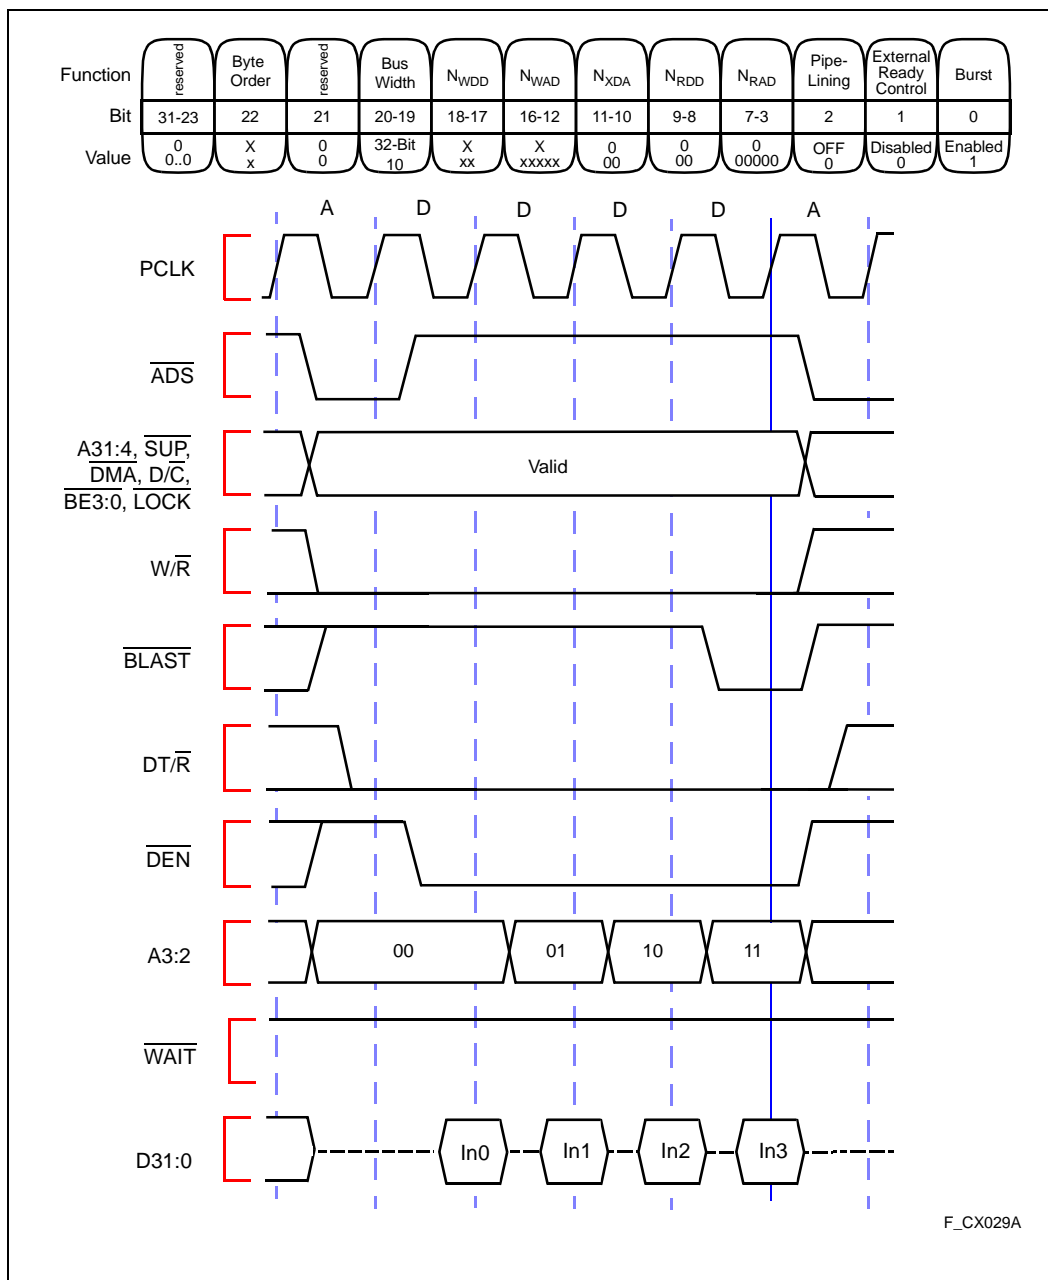 Function reserved Byte Order reserved Bus Width NWDD NWAD NXDA NRDD NRAD Pipe-Lining External Ready Control Burst
Bit 31-23 22 21 20-19 18-17 16-12 11-10 9-8 7-3 2 1 0
Value 0 X 0 32-Bit X X 0 0 0 OFF Disabled Enabled
0..0 x 0 10 xx xxxxx 00 00 00000 0 0 1
A D D D D A
PCLK
ADS
A31:4, SUP,
DMA, D/C,
BE3:0, LOCK
Valid
W/R
BLAST
DT/R
DEN
A3:2 00 01 10 11
WAIT
D31:0 In0 In1 In2 In3
F_CX029A